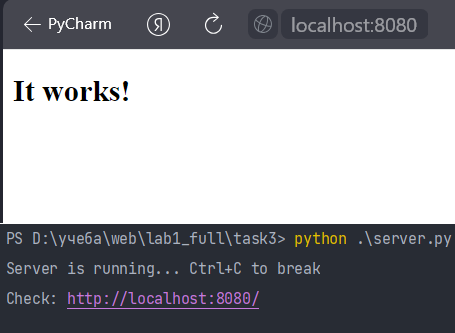 ← PyCharm Я localhost:8080
It works!
PS D:\учеба\web\lab1_full\task3> python .\server.py
Server is running... Ctrl+C to break
Check: http://localhost:8080/